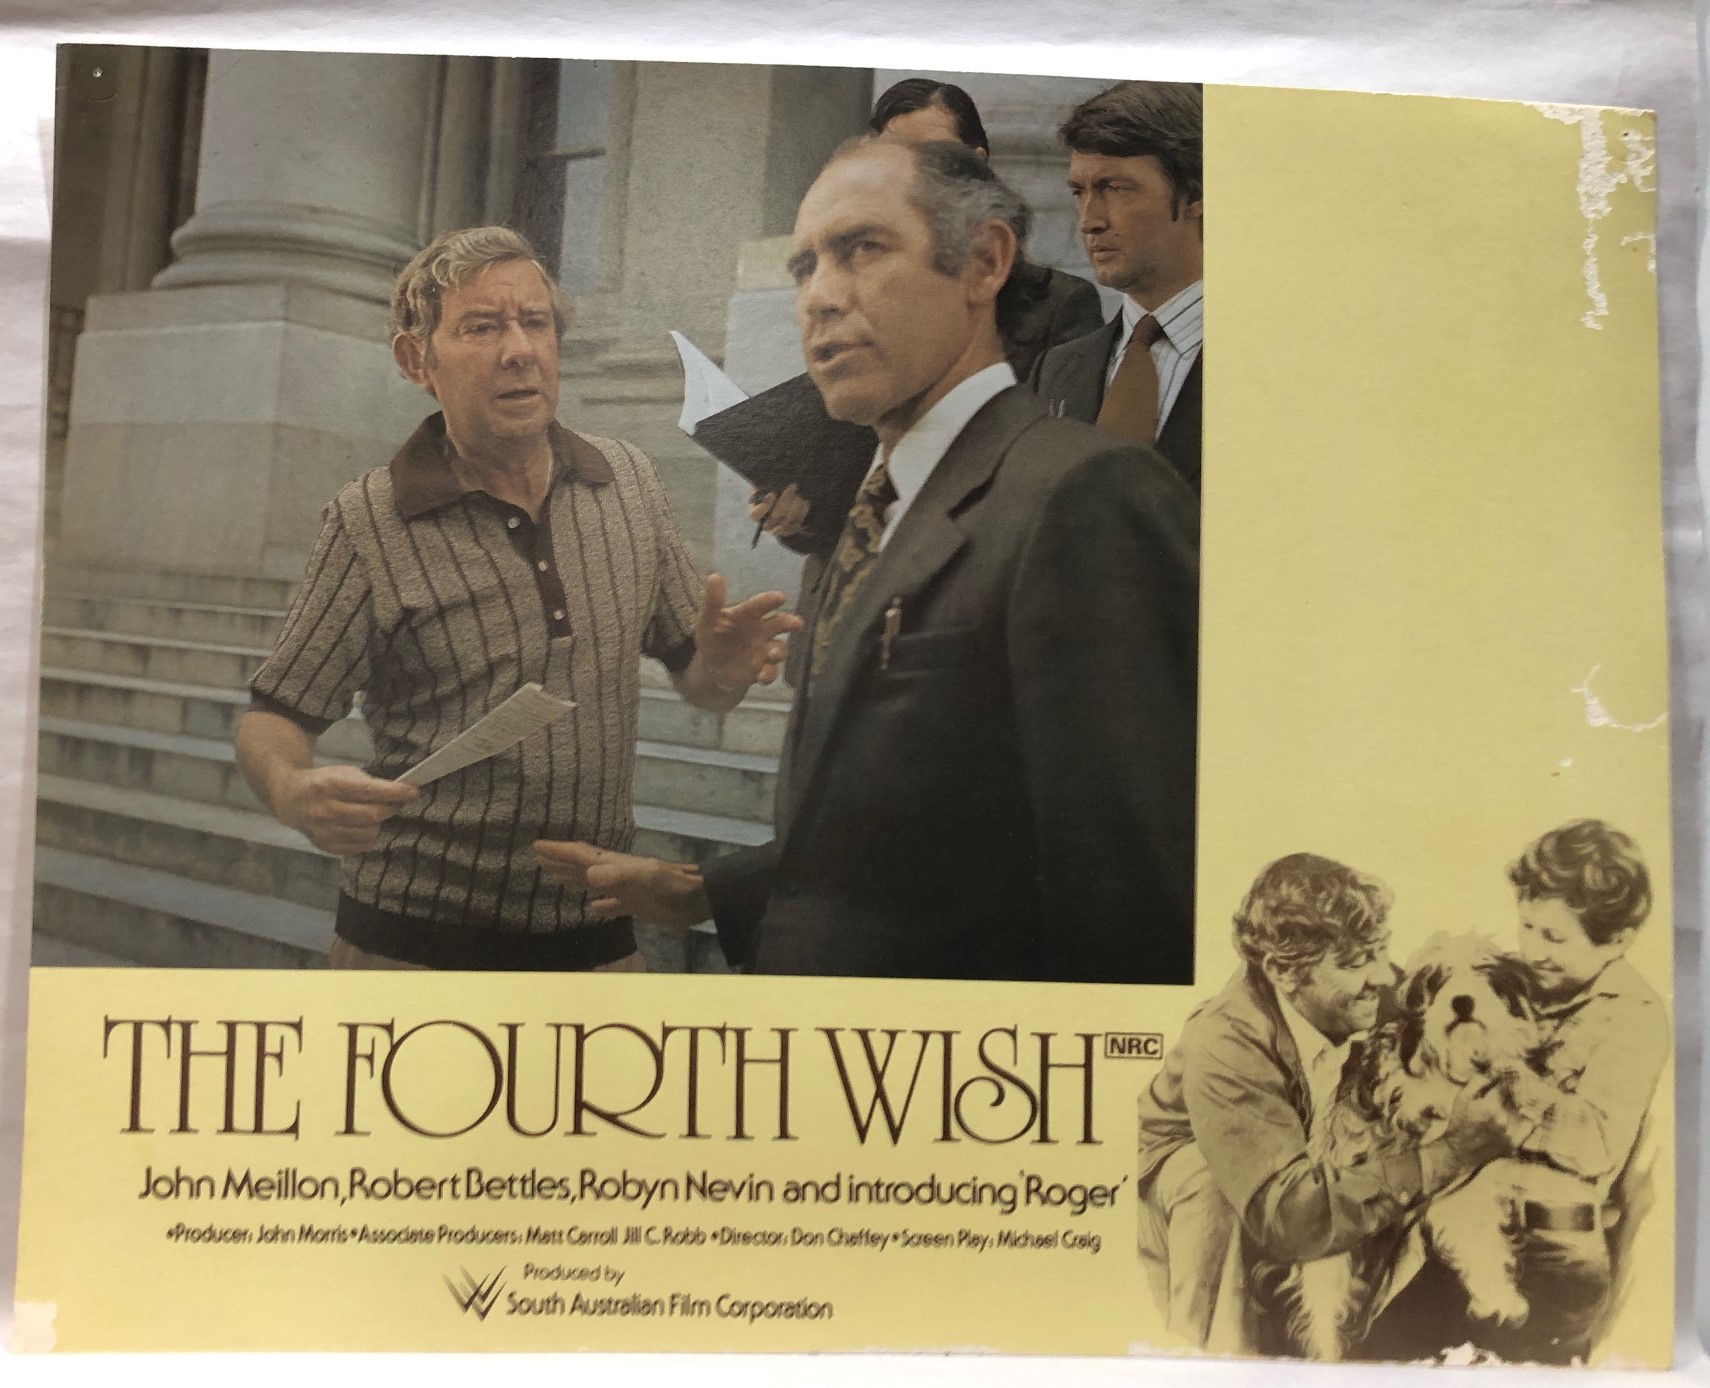 THE FOURTH WISH NRC
John Meillon, Robert Bettles, Robyn Nevin and introducing 'Roger'
•Producer: John Morris•Associate Producers: Matt Carroll Jill C. Robb •Director: Don Chaffey•Screen Play: Michael Craig
Produced by
South Australian Film Corporation